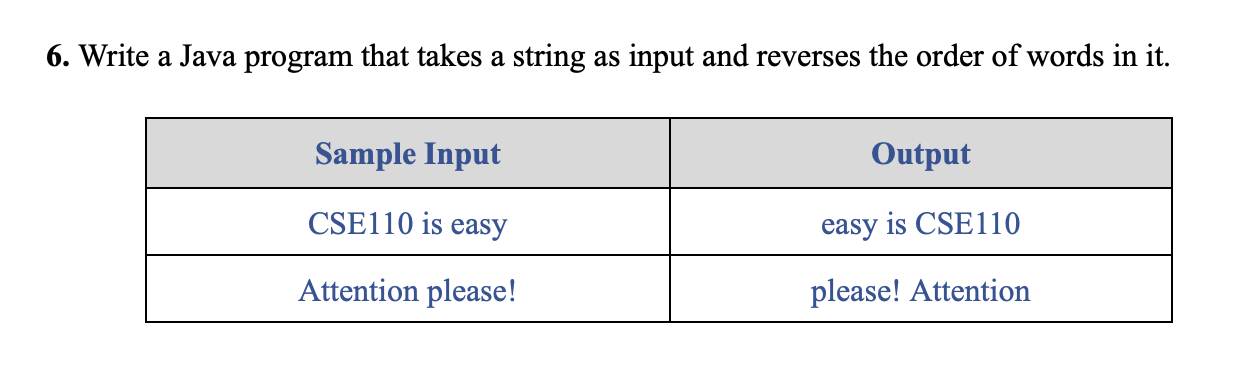 6. Write a Java program that takes a string as input and reverses the order of words in it.
Sample Input Output
CSE110 is easy easy is CSE110
Attention please! please! Attention